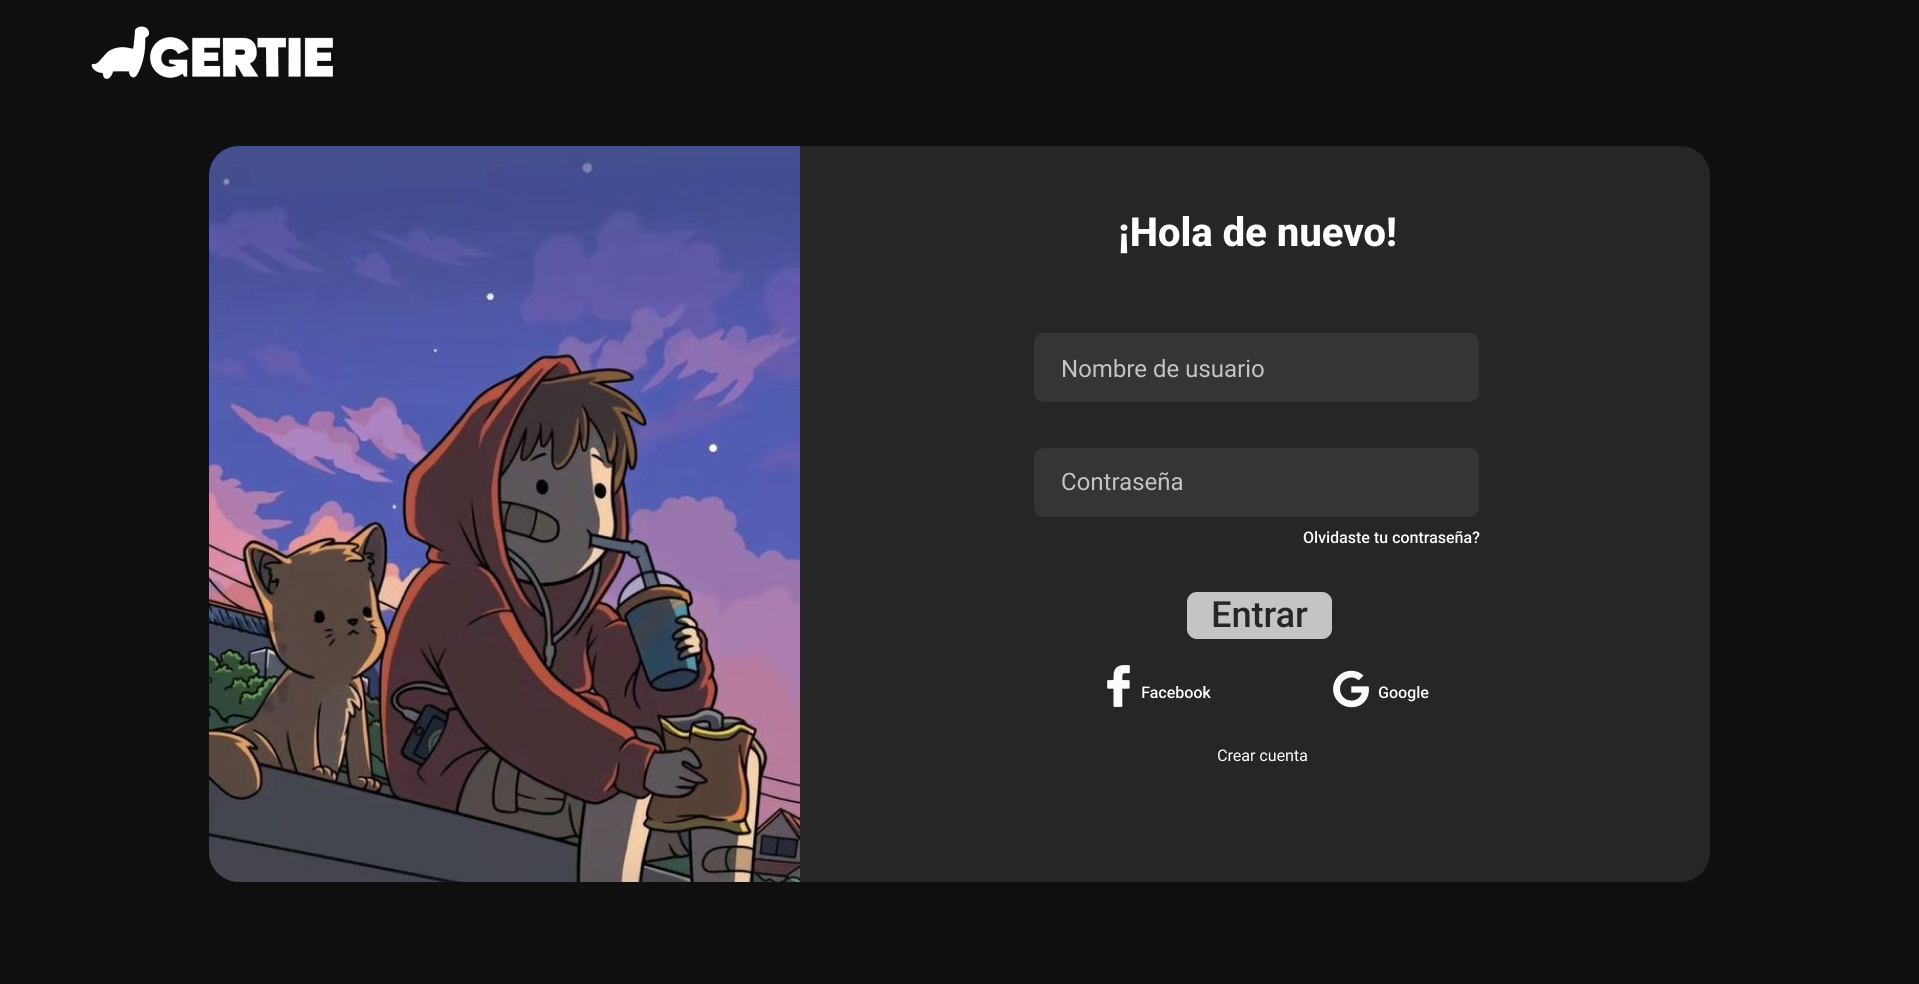 GERTIE
¡Hola de nuevo!
Nombre de usuario
Contraseña
Olvidaste tu contraseña?
Entrar
Facebook
Google
Crear cuenta